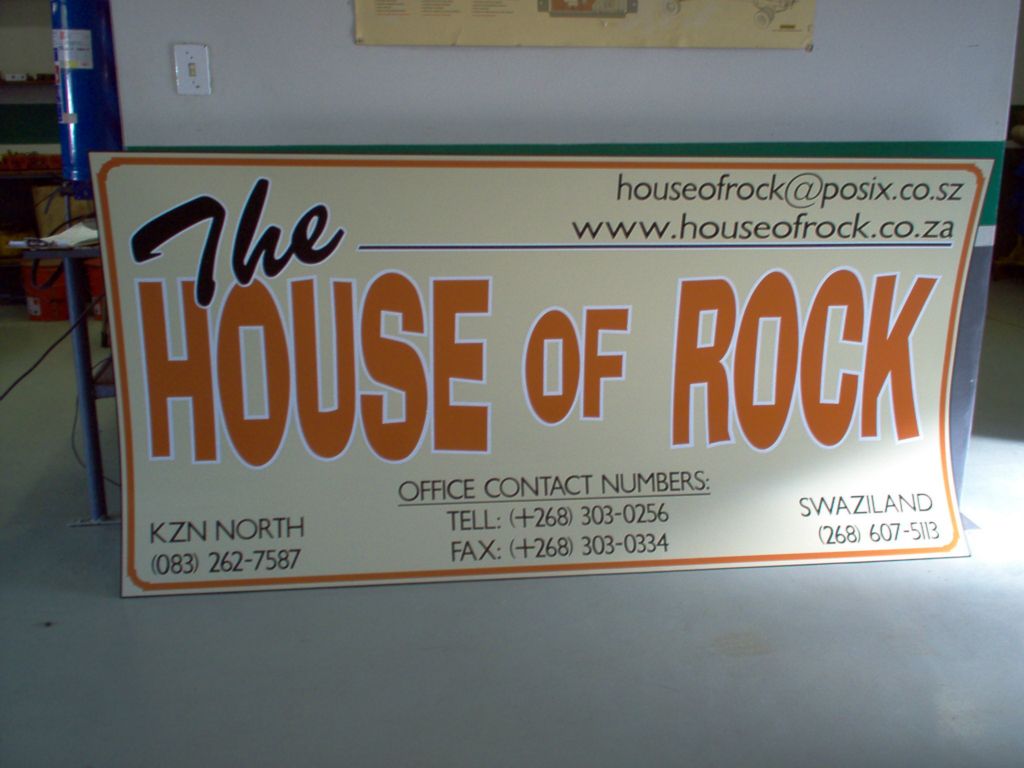 The
houseofrock@posix.co.sz
www.houseofrock.co.za
HOUSE OF ROCK
OFFICE CONTACT NUMBERS:
TELL: (+268) 303-0256
FAX: (+268) 303-0334
KZN NORTH
(083) 262-7587
SWAZILAND
(268) 607-5113